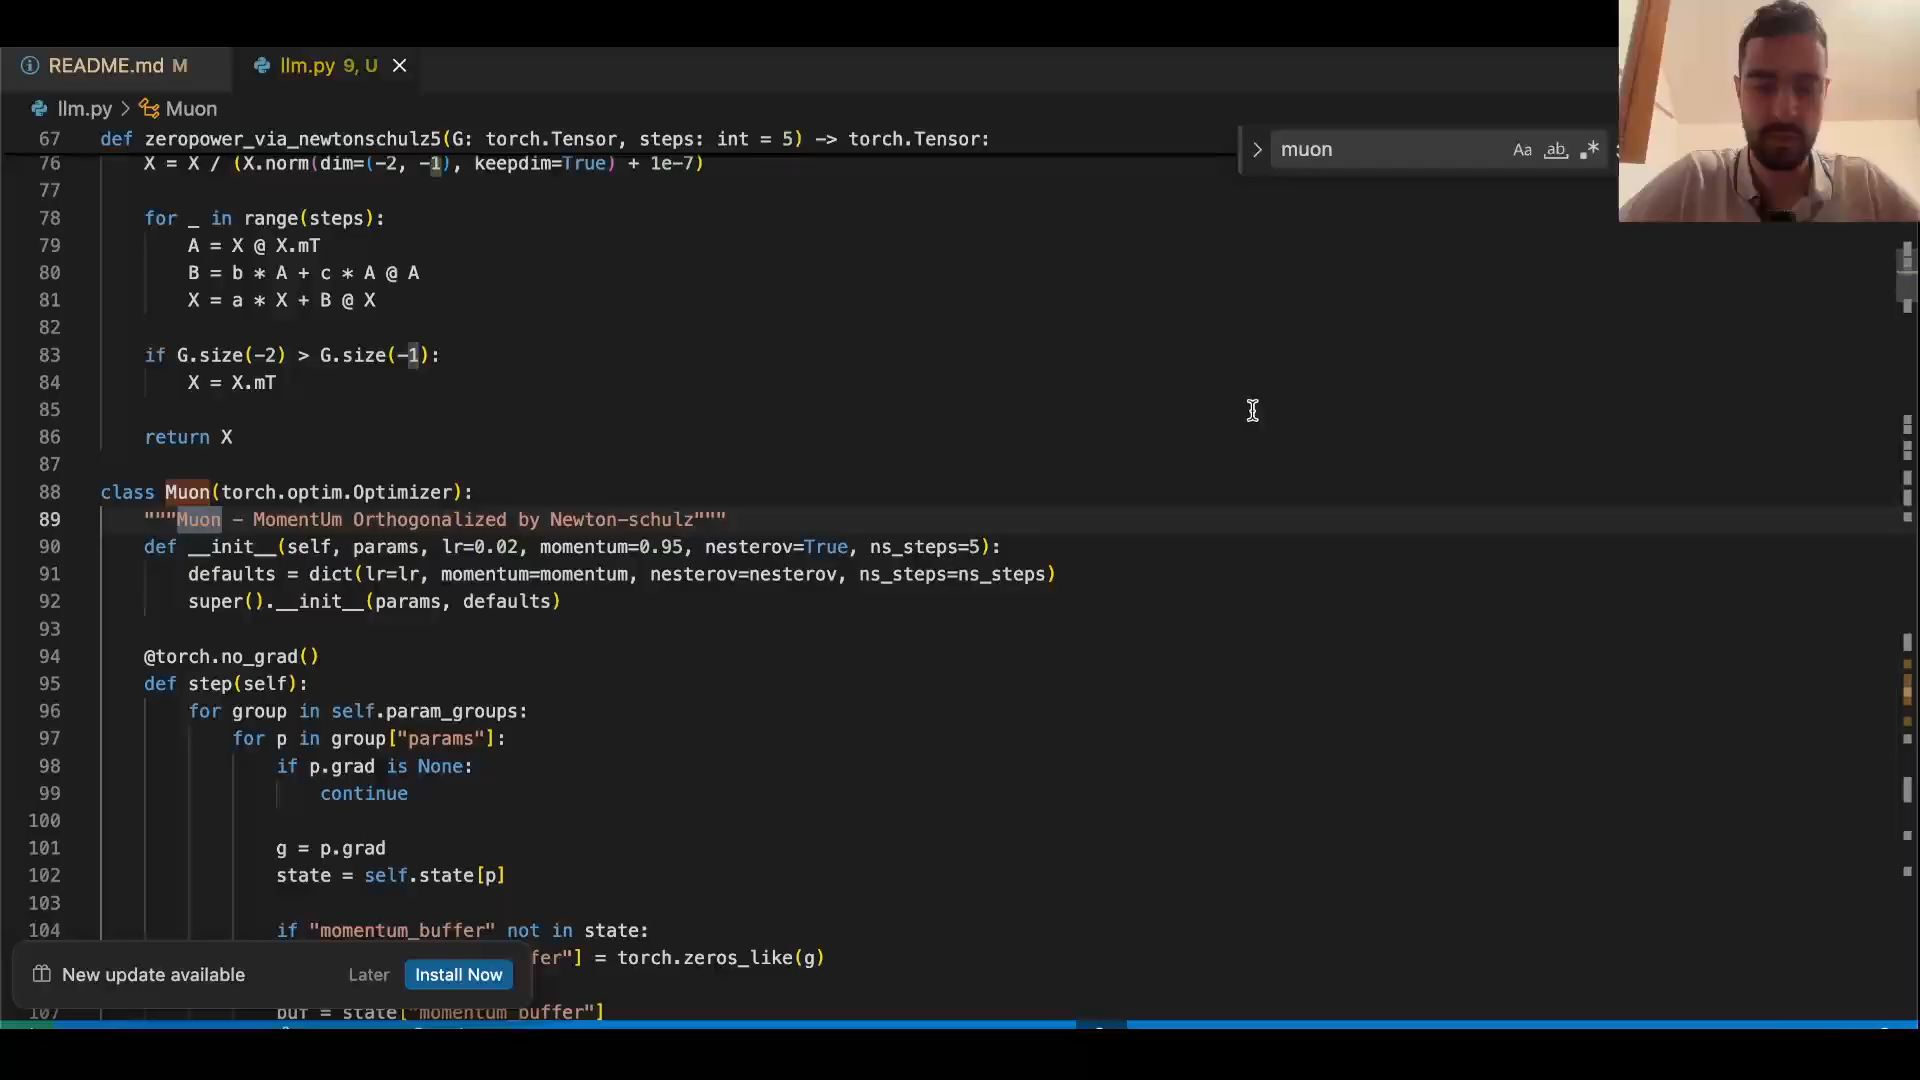 README.md M
llm.py 9, U
llm.py > Muon
67 def zeropower_via_newtonschulz5(G: torch.Tensor, steps: int = 5) -> torch.Tensor:
muon
Aa ab .*
76 X = X / (X.norm(dim=(-2, -1), keepdim=True) + 1e-7)
77
78 for _ in range(steps):
79 A = X @ X.mT
80 B = b * A + c * A @ A
81 X = a * X + B @ X
82
83 if G.size(-2) > G.size(-1):
84 X = X.mT
85
86 return X
87
88 class Muon(torch.optim.Optimizer):
89 """Muon - MomentUm Orthogonalized by Newton-schulz"""
90 def __init__(self, params, lr=0.02, momentum=0.95, nesterov=True, ns_steps=5):
91 defaults = dict(lr=lr, momentum=momentum, nesterov=nesterov, ns_steps=ns_steps)
92 super().__init__(params, defaults)
93
94 @torch.no_grad()
95 def step(self):
96 for group in self.param_groups:
97 for p in group["params"]:
98 if p.grad is None:
99 continue
100
101 g = p.grad
102 state = self.state[p]
103
104 if "momentum_buffer" not in state:
fer"] = torch.zeros_like(g)
New update available
Later
Install Now
107 buf = state["momentum_buffer"]